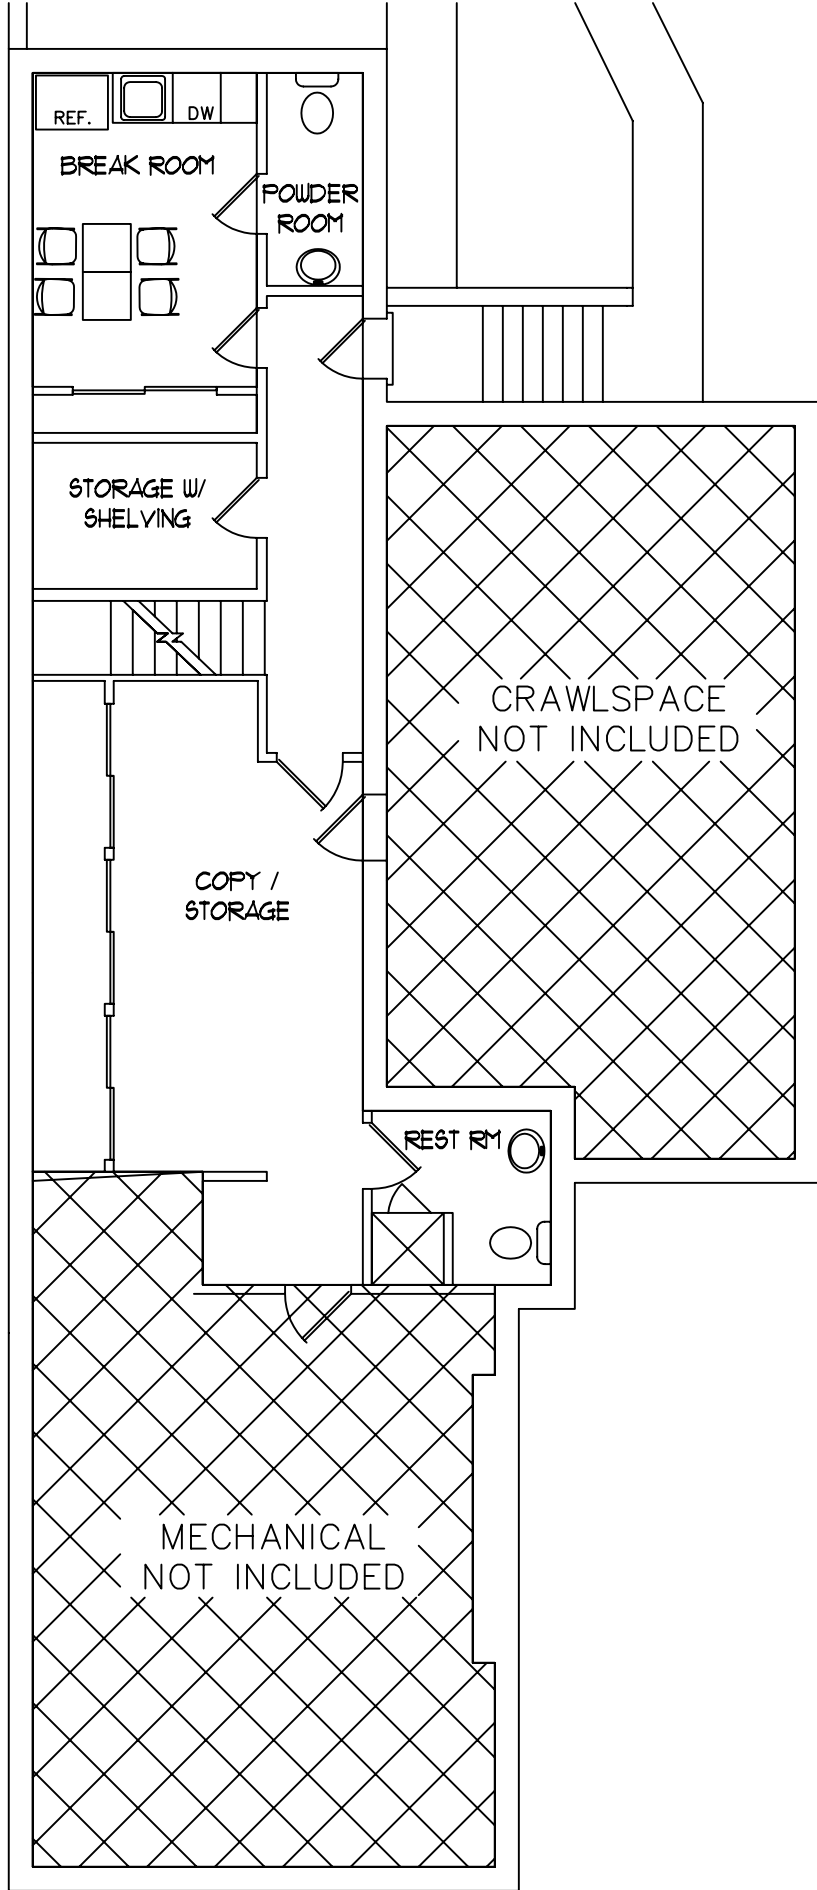 REF.
DW
BREAK ROOM
POWDER
ROOM
STORAGE W/
SHELVING
CRAWLSPACE
NOT INCLUDED
COPY /
STORAGE
REST RM
MECHANICAL
NOT INCLUDED